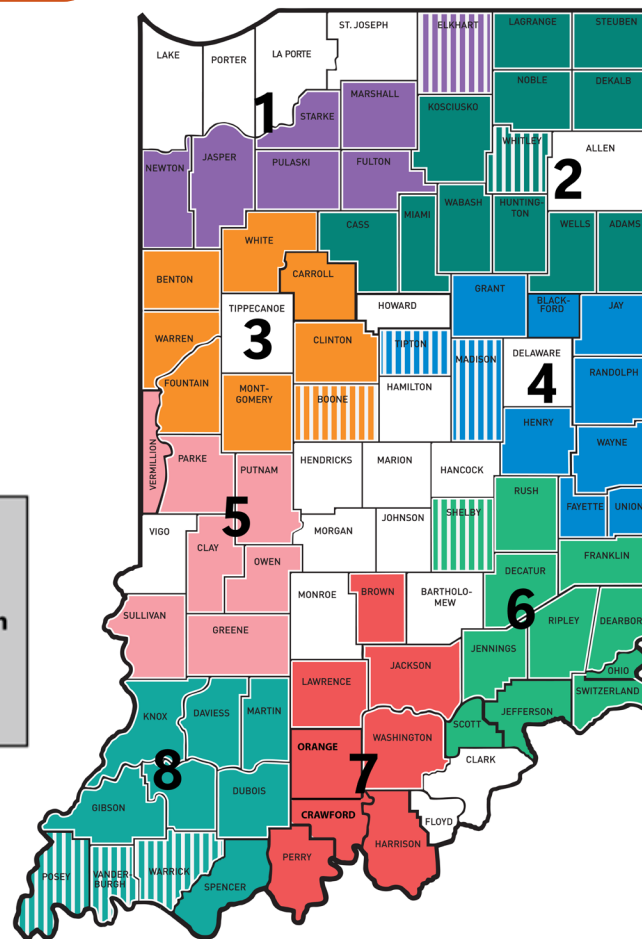 ST. JOSEPH
ELKHART
LAGRANGE
STEUBEN
LAKE
PORTER
LA PORTE
NOBLE
DEKALB
MARSHALL
KOSCIUSKO
1
STARKE
WHITLEY
ALLEN
NEWTON
JASPER
PULASKI
FULTON
2
WABASH
HUNTING-
TON
MIAMI
CASS
WELLS
ADAMS
WHITE
CARROLL
BENTON
GRANT
BLACK-
FORD
JAY
TIPPECANOE
HOWARD
3
WARREN
CLINTON
TIPTON
MADISON
DELAWARE
4
RANDOLPH
FOUNTAIN
MONT-
GOMERY
BOONE
HAMILTON
HENRY
WAYNE
VERMILLION
PARKE
PUTNAM
HENDRICKS
MARION
HANCOCK
RUSH
FAYETTE
UNION
5
SHELBY
VIGO
MORGAN
JOHNSON
CLAY
OWEN
FRANKLIN
DECATUR
MONROE
BROWN
BARTHOLO-
MEW
6
SULLIVAN
GREENE
RIPLEY
DEARBOR
n
JENNINGS
OHIO
JACKSON
LAWRENCE
SWITZERLAND
KNOX
DAVIESS
MARTIN
JEFFERSON
SCOTT
ORANGE
WASHINGTON
CLARK
7
8
DUBOIS
GIBSON
CRAWFORD
FLOYD
HARRISON
PERRY
POSEY
VANDER-
BURGH
WARRICK
SPENCER